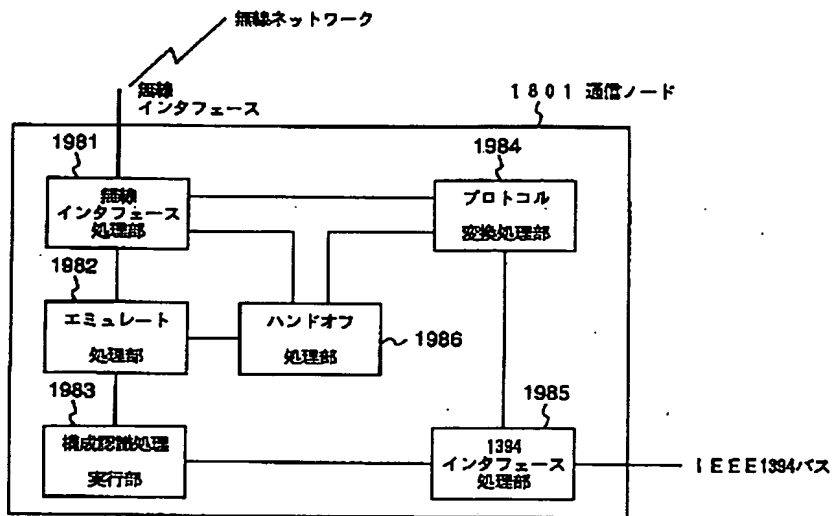 無線ネットワーク
無線
インタフェース
1801 通信ノード
1981
無線
インタフェース
処理部
1984
プロトコル
変換処理部
1982
エミュレート
処理部
ハンドオフ
処理部
1986
1983
構成認識処理
実行部
1985
1394
インタフェース
処理部
IEEE1394バス